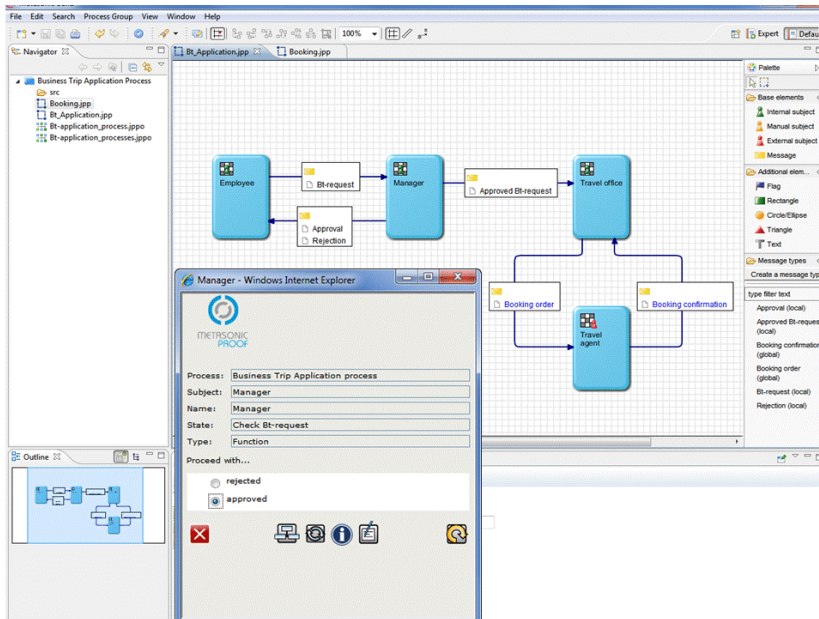 File Edit Search Process Group View Window Help
100%
Expert
Defau
Navigator
Business Trip Application Process
src
Booking.jpp
Bt_Application.jpp
Bt-application_process.jppo
Bt-application_processes.jppo
Bt_Application.jpp
Booking.jpp
Employee
Bt-request
Manager
Approved Bt-request
Travel office
Approval
Rejection
Booking order
Booking confirmation
Travel
agent
Palette
Base elements
Internal subject
Manual subject
External subject
Message
Additional elem...
Flag
Rectangle
Circle/Ellipse
Triangle
Text
Message types
Create a message typ
type filter text
Approval (local)
Approved Bt-reques
(local)
Booking confirmation
(global)
Booking order
(global)
Bt-request (local)
Rejection (local)
Outline
Manager - Windows Internet Explorer
METASONIC
PROOF
Process: Business Trip Application process
Subject: Manager
Name: Manager
State: Check Bt-request
Type: Function
Proceed with...
rejected
approved